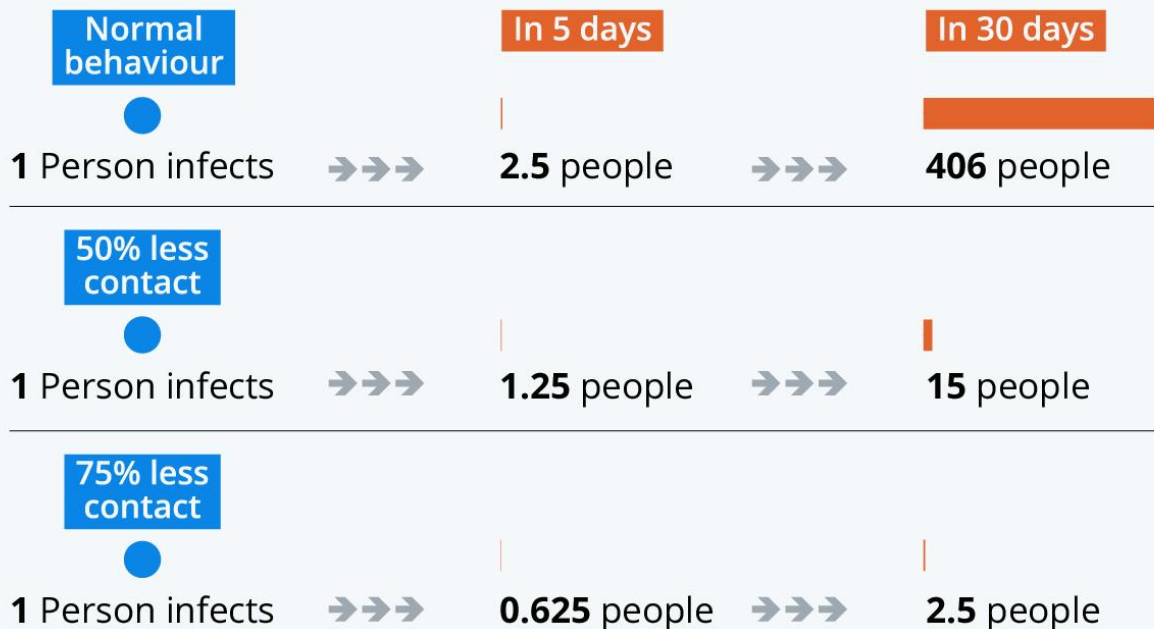 Normal
behaviour
In 5 days
In 30 days
1 Person infects
2.5 people
406 people
50% less
contact
1 Person infects
1.25 people
15 people
75% less
contact
1 Person infects
0.625 people
2.5 people